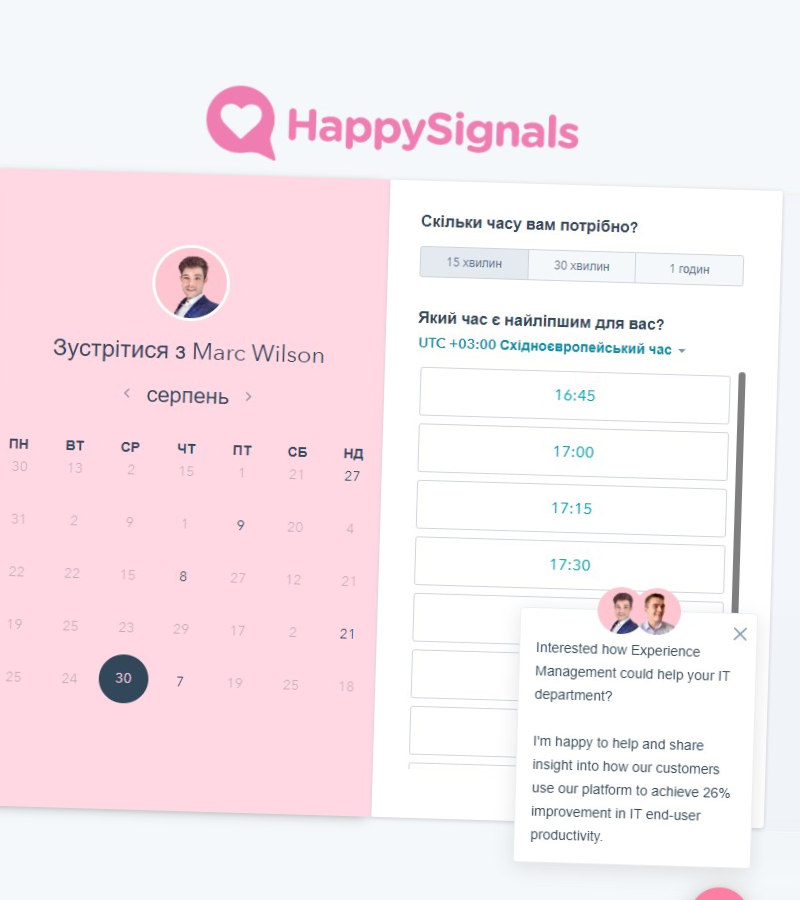 HappySignals
Зустрітися з Marc Wilson
серпень
ПН ВТ СР ЧТ ПТ СБ НД
30 13 2 15 1 21 27
31 2 9 1 9 20 4
22 22 15 8 27 12 21
19 25 23 29 17 2 21
25 24 30 7 19 25 18
Скільки часу вам потрібно?
15 хвилин 30 хвилин 1 годин
Який час є найліпшим для вас?
UTC +03:00 Східноєвропейський час
16:45
17:00
17:15
17:30
Interested how Experience
Management could help your IT
department?
I'm happy to help and share
insight into how our customers
use our platform to achieve 26%
improvement in IT end-user
productivity.